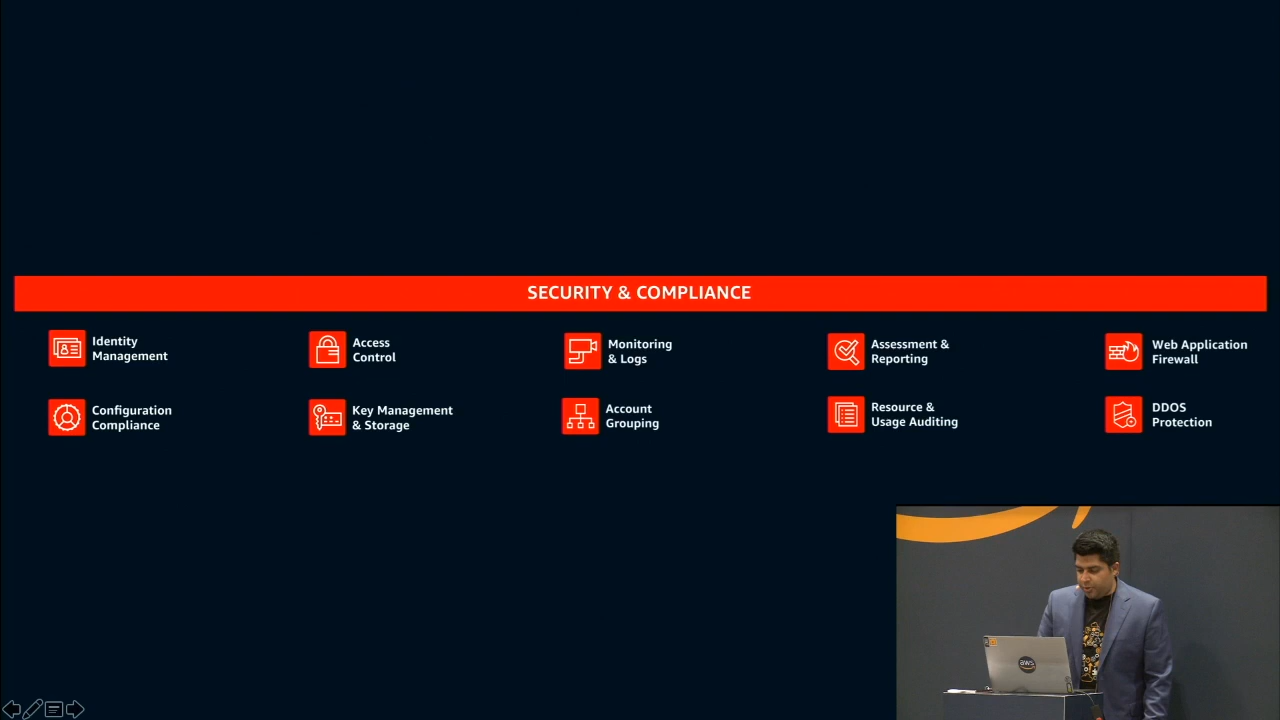 SECURITY & COMPLIANCE
Identity
Management
Access
Control
Monitoring
& Logs
Assessment &
Reporting
Web Application
Firewall
Configuration
Compliance
Key Management
& Storage
Account
Grouping
Resource &
Usage Auditing
DDOS
Protection
aws